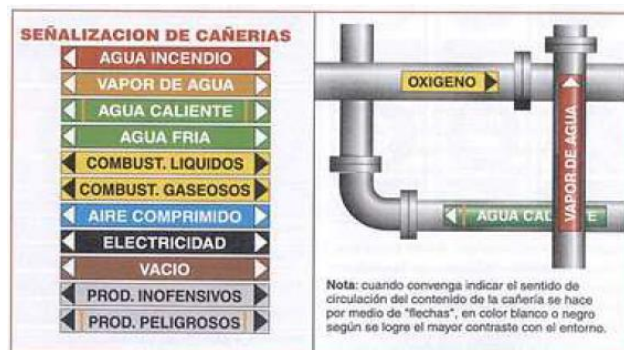 SEÑALIZACION DE CAÑERIAS
AGUA INCENDIO
VAPOR DE AGUA
AGUA CALIENTE
AGUA FRIA
COMBUST. LIQUIDOS
COMBUST. GASEOSOS
AIRE COMPRIMIDO
ELECTRICIDAD
VACIO
PROD. INOFENSIVOS
PROD. PELIGROSOS
OXIGENO
VAPOR DE AGUA
AGUA CAL
Nota: cuando convenga indicar el sentido de
circulación del contenido de la cañería se hace
por medio de "flechas", en color blanco o negro
según se logre el mayor contraste con el entorno.